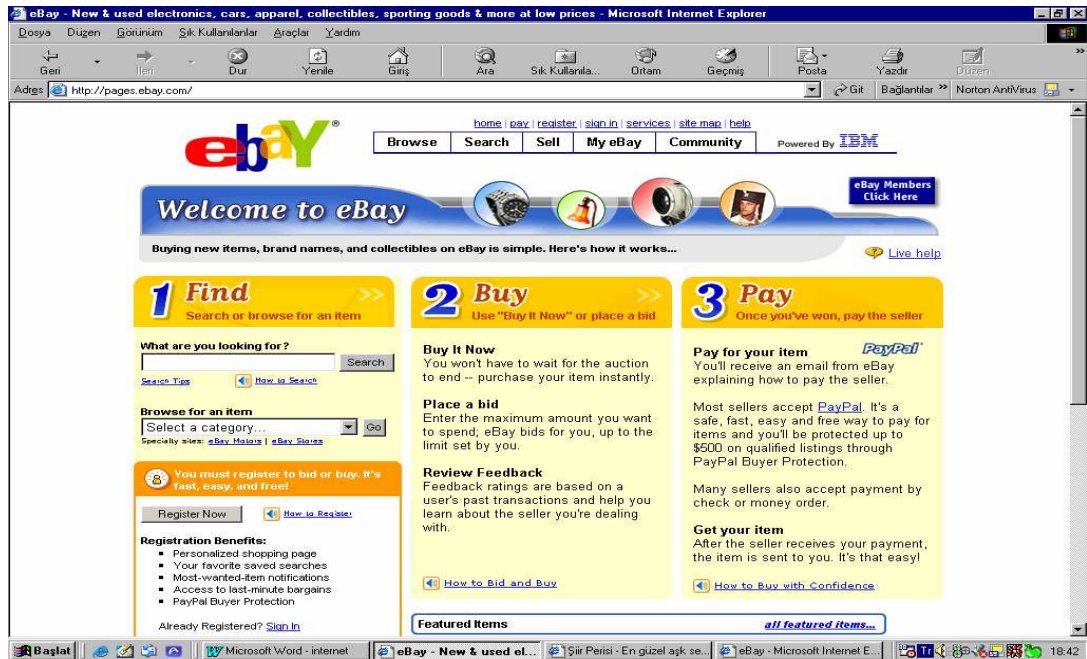 eBay - New & used electronics, cars, apparel, collectibles, sporting goods & more at low prices - Microsoft Internet Explorer
Dosya Düzen Görünüm Sık Kullanılanlar Araçlar Yardım
Geri İleri Dur Yenile Giriş Ara Sık Kullanıla... Ortam Geçmiş Posta Yazdır Düzen
Adres http://pages.ebay.com/ Git Bağlantılar Norton AntiVirus
ebaY®
home | pay | register | sign in | services | site map | help
Browse Search Sell My eBay Community Powered By IBM
Welcome to eBay
eBay Members
Click Here
Buying new items, brand names, and collectibles on eBay is simple. Here's how it works...
Live help
1 Find
Search or browse for an item
What are you looking for?
Search
Search Tips How to Search
Browse for an item
Select a category... Go
Specialty sites: eBay Motors | eBay Stores
You must register to bid or buy. It's
fast, easy, and free!
Register Now How to Register
Registration Benefits:
Personalized shopping page
Your favorite saved searches
Most-wanted-item notifications
Access to last-minute bargains
PayPal Buyer Protection
Already Registered? Sign In
2 Buy
Use "Buy It Now" or place a bid
Buy It Now
You won't have to wait for the auction
to end -- purchase your item instantly.
Place a bid
Enter the maximum amount you want
to spend; eBay bids for you, up to the
limit set by you.
Review Feedback
Feedback ratings are based on a
user's past transactions and help you
learn about the seller you're dealing
with.
How to Bid and Buy
3 Pay
Once you've won, pay the seller
Pay for your item PayPal
You'll receive an email from eBay
explaining how to pay the seller.
Most sellers accept PayPal. It's a
safe, fast, easy and free way to pay for
items and you'll be protected up to
$500 on qualified listings through
PayPal Buyer Protection.
Many sellers also accept payment by
check or money order.
Get your item
After the seller receives your payment,
the item is sent to you. It's that easy!
How to Buy with Confidence
Featured Items all featured items...
Başlat Microsoft Word - internet eBay - New & used el... Şiir Perisi - En güzel aşk se... eBay - Microsoft Internet E... Tr 18:42